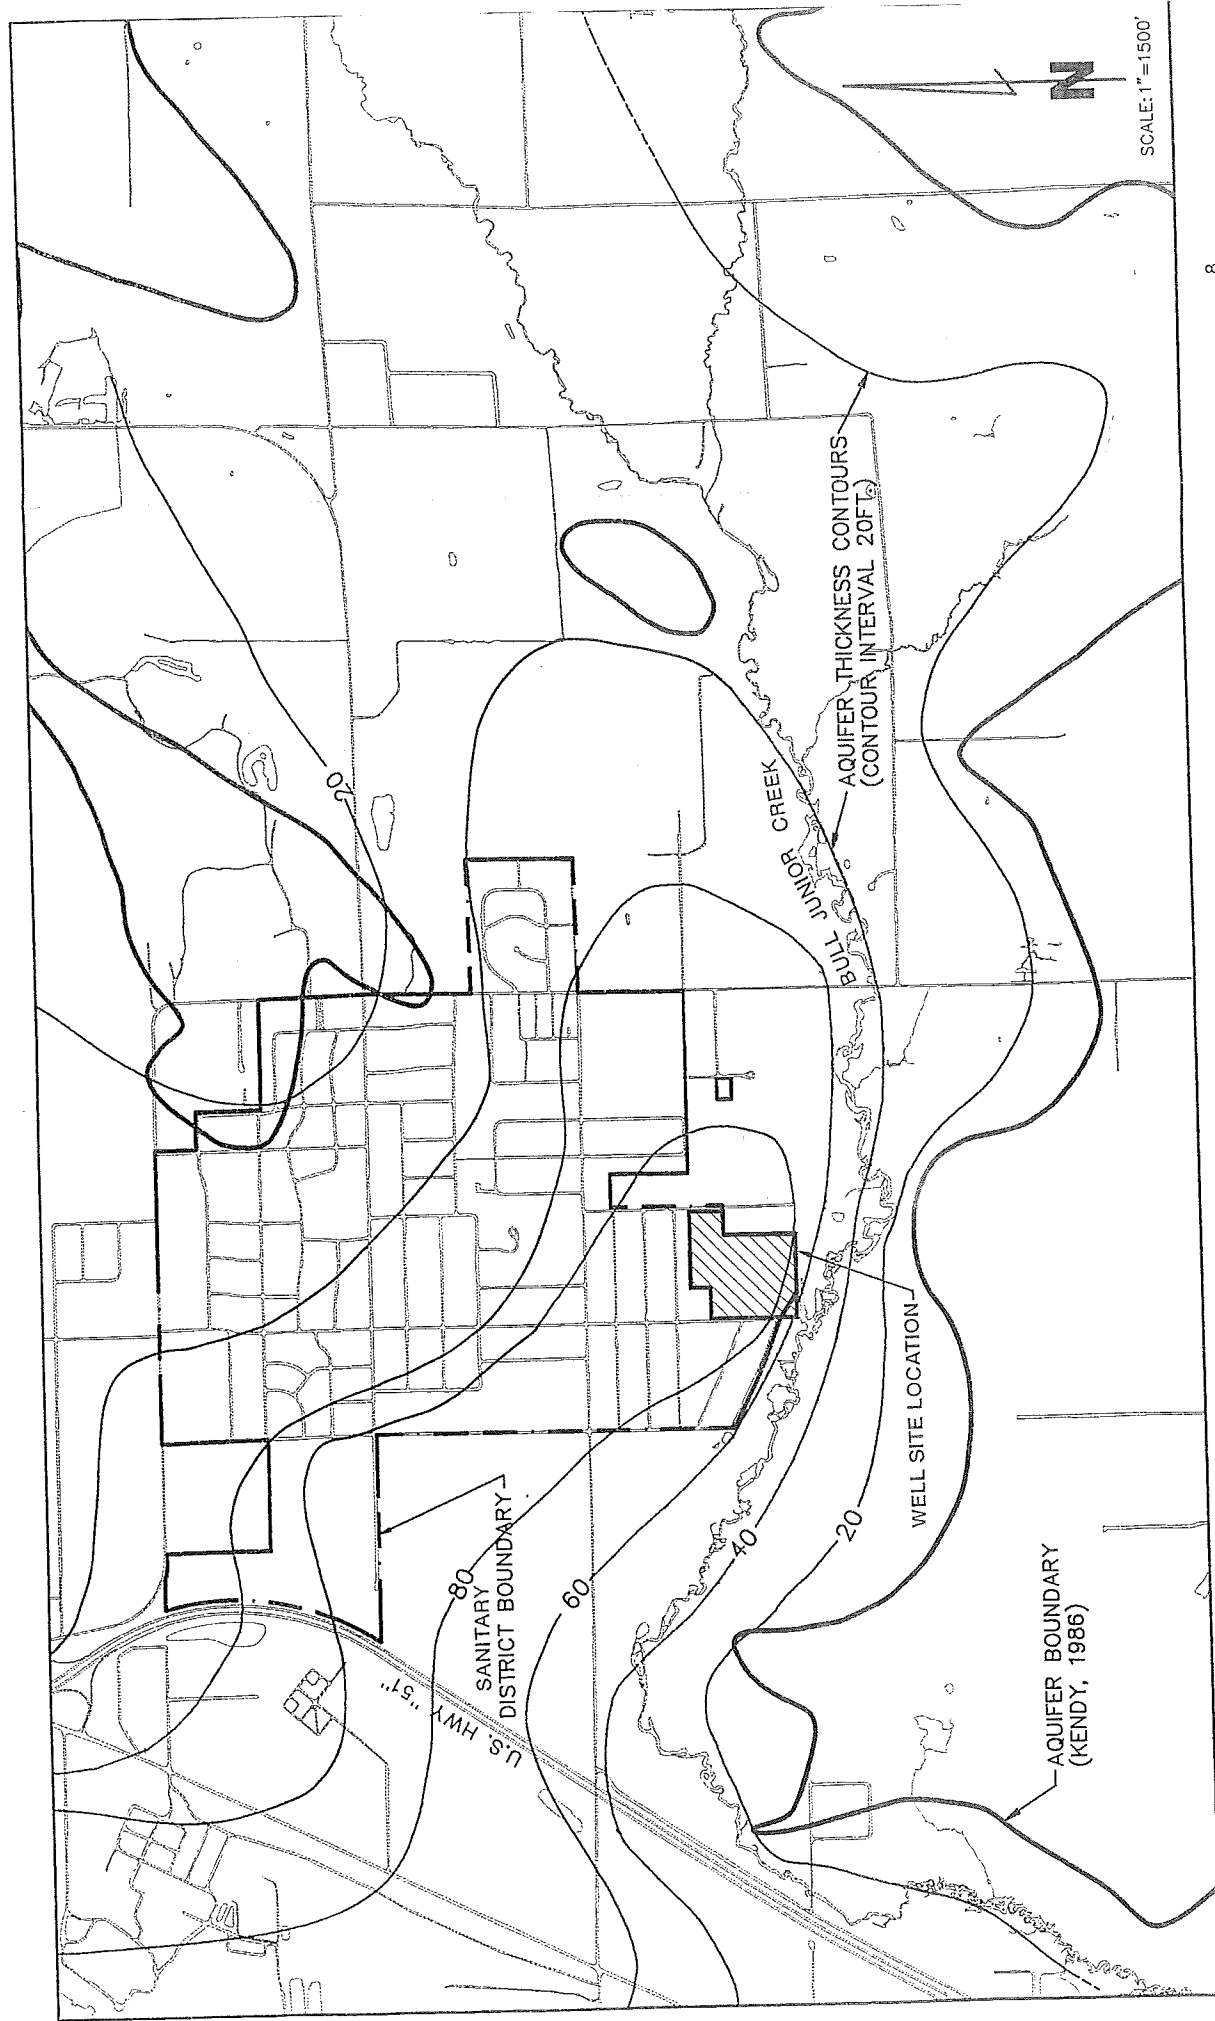 20
AQUIFER THICKNESS CONTOURS
(CONTOUR INTERVAL 20FT.)
BULL JUNIOR CREEK
80
SANITARY
DISTRICT BOUNDARY
60
40
20
U.S. HWY "51"
WELL SITE LOCATION
AQUIFER BOUNDARY
(KENDY, 1986)
N
SCALE: 1"=1500'
8